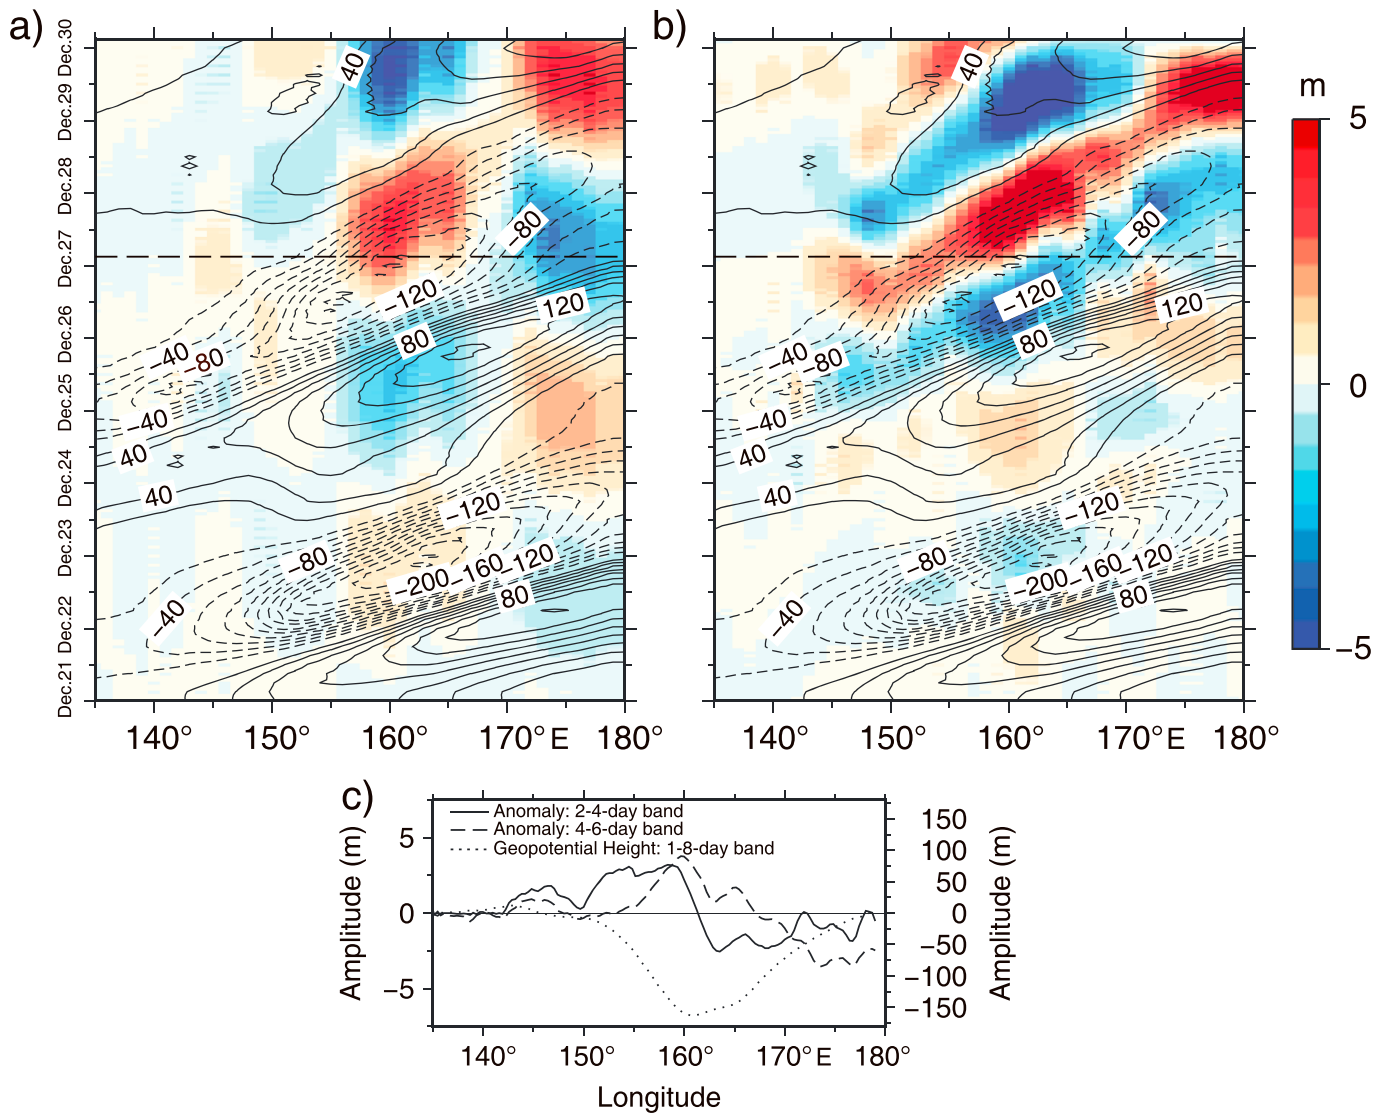 a)
b)
Dec.30
Dec.29
Dec.28
Dec.27
Dec.26
Dec.25
Dec.24
Dec.23
Dec.22
Dec.21
40
−80
−120
120
80
−40
−80
−40
40
40
−120
−80
−200
−160
−120
80
−40
140°
150°
160°
170°E
180°
40
−80
−120
120
80
−40
−80
−40
40
40
−120
−80
−200
−160
−120
80
−40
140°
150°
160°
170°E
180°
m
5
0
−5
c)
Anomaly: 2-4-day band
Anomaly: 4-6-day band
Geopotential Height: 1-8-day band
Amplitude (m)
5
0
−5
150
100
50
0
−50
−100
−150
Amplitude (m)
140°
150°
160°
170°E
180°
Longitude